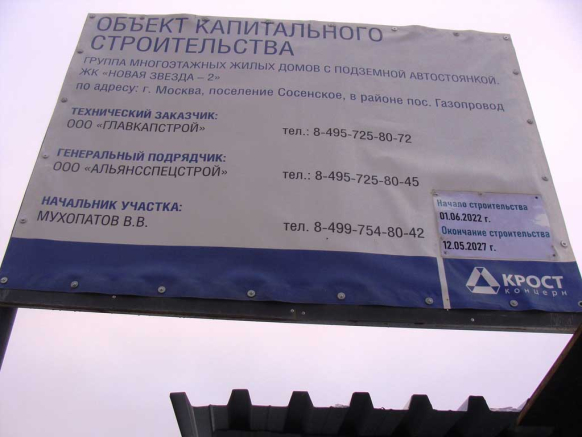 ОБЪЕКТ КАПИТАЛЬНОГО
СТРОИТЕЛЬСТВА
ГРУППА МНОГОЭТАЖНЫХ ЖИЛЫХ ДОМОВ С ПОДЗЕМНОЙ АВТОСТОЯНКОЙ.
ЖК «НОВАЯ ЗВЕЗДА – 2»
по адресу: г. Москва, поселение Сосенское, в районе пос. Газопровод
ТЕХНИЧЕСКИЙ ЗАКАЗЧИК:
ООО «ГЛАВКАПСТРОЙ» тел.: 8-495-725-80-72
ГЕНЕРАЛЬНЫЙ ПОДРЯДЧИК:
ООО «АЛЬЯНССПЕЦСТРОЙ» тел.: 8-495-725-80-45
НАЧАЛЬНИК УЧАСТКА:
МУХОПАТОВ В.В. тел. 8-499-754-80-42
Начало строительства
01.06.2022 г.
Окончание строительства
12.05.2027 г.
КРОСТ
концерн